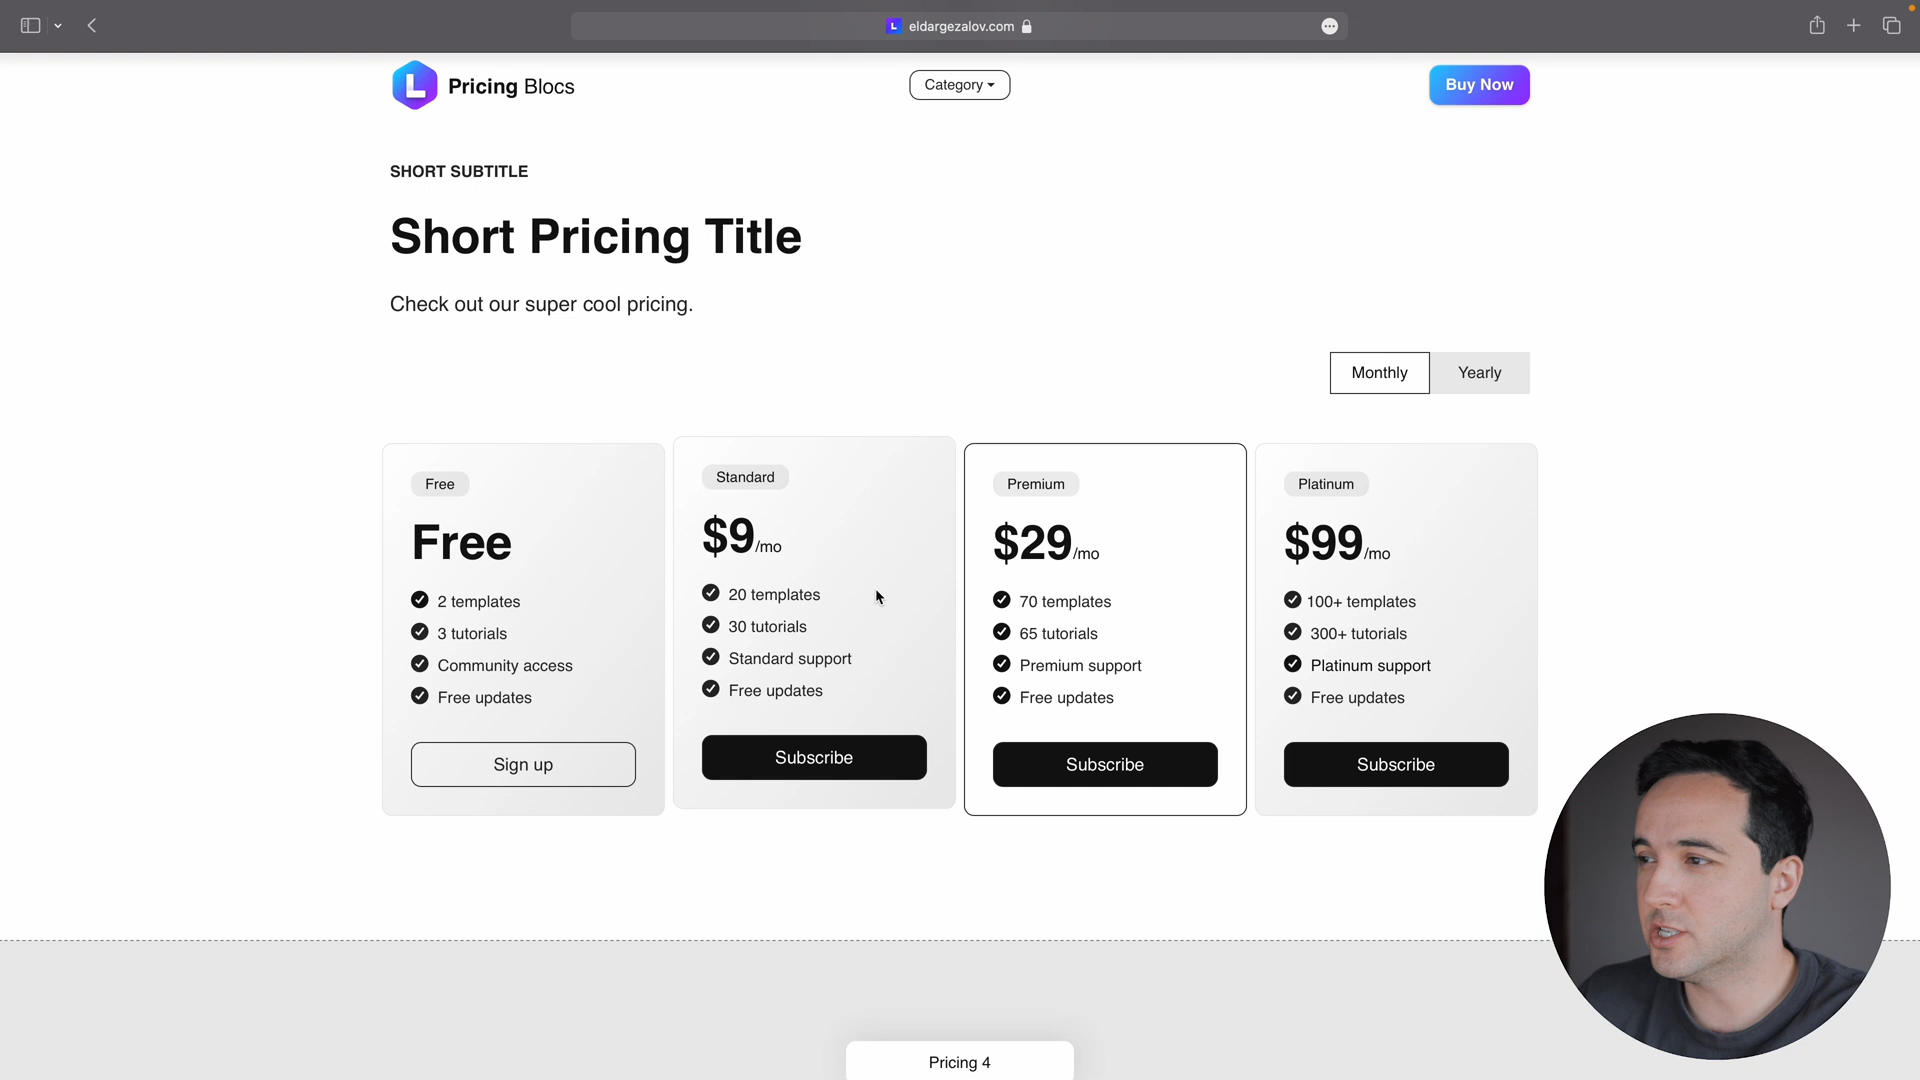 eldargezalov.com
L
Pricing Blocs
Category
Buy Now
SHORT SUBTITLE
Short Pricing Title
Check out our super cool pricing.
Monthly
Yearly
Free
Free
2 templates
3 tutorials
Community access
Free updates
Sign up
Standard
$9/mo
20 templates
30 tutorials
Standard support
Free updates
Subscribe
Premium
$29/mo
70 templates
65 tutorials
Premium support
Free updates
Subscribe
Platinum
$99/mo
100+ templates
300+ tutorials
Platinum support
Free updates
Subscribe
Pricing 4